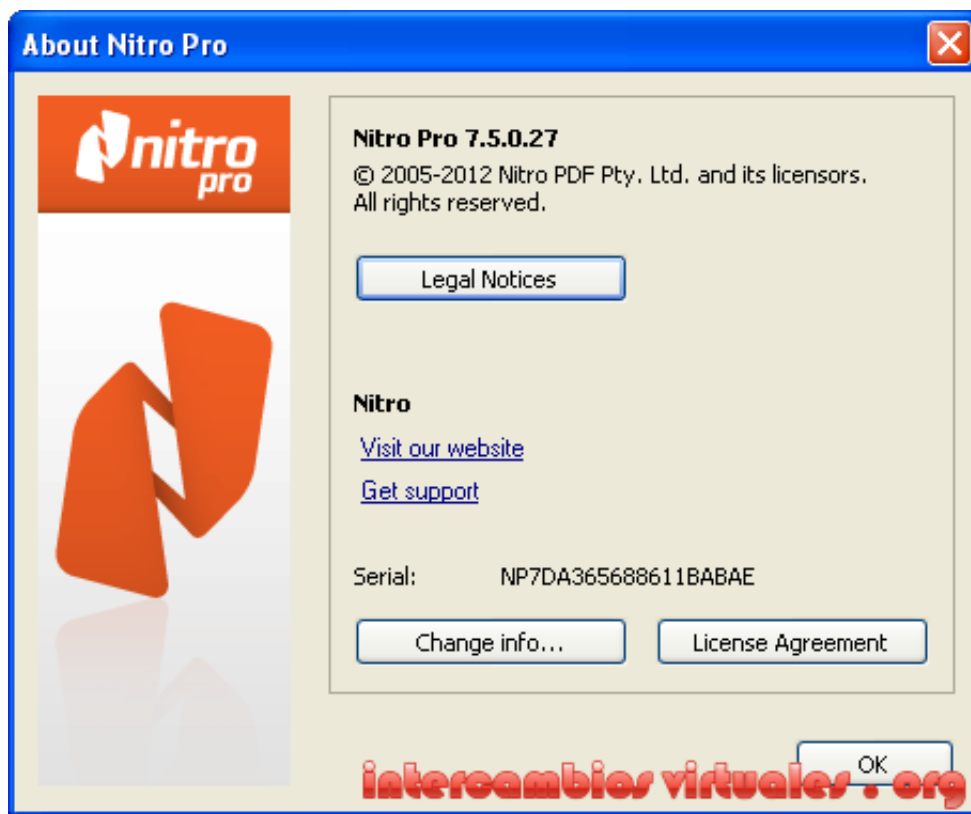 About Nitro Pro
nitro
pro
Nitro Pro 7.5.0.27
© 2005-2012 Nitro PDF Pty. Ltd. and its licensors.
All rights reserved.
Legal Notices
Nitro
Visit our website
Get support
Serial: NP7DA365688611BABAE
Change info...
License Agreement
OK
intercambios virtuales . org